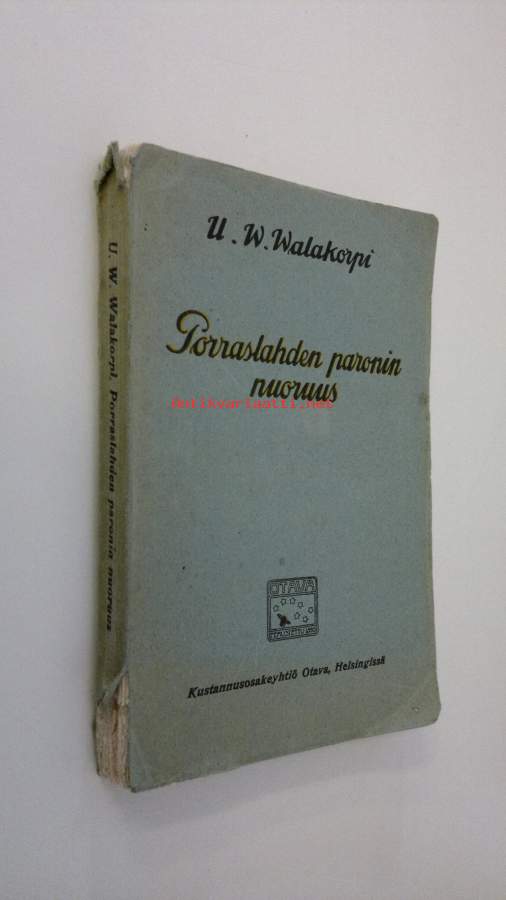 U. W. Walakorpi
Porraslahden paronin
nuoruus
antikvariaatti.net
OTAVA
Kustannusosakeyhtiö Otava, Helsingissä
U. W. Walakorpi. Porraslahden paronin nuoruus